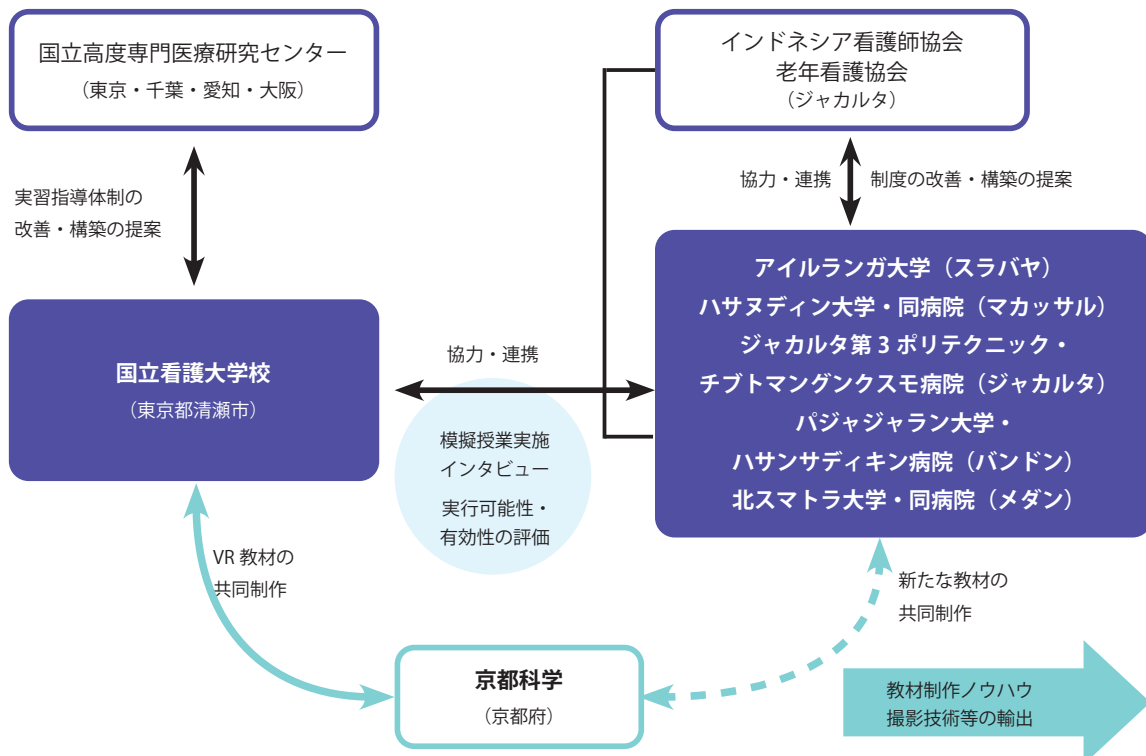 国立高度専門医療研究センター
（東京・千葉・愛知・大阪）
インドネシア看護師協会
老年看護協会
（ジャカルタ）
実習指導体制の
改善・構築の提案
協力・連携
制度の改善・構築の提案
国立看護大学校
（東京都清瀬市）
協力・連携
模擬授業実施
インタビュー
実行可能性・
有効性の評価
アイルランガ大学（スラバヤ）
ハサヌディン大学・同病院（マカッサル）
ジャカルタ第 3 ポリテクニック・
チプトマングンクスモ病院（ジャカルタ）
パジャジャラン大学・
ハサンサディキン病院（バンドン）
北スマトラ大学・同病院（メダン）
VR 教材の
共同制作
新たな教材の
共同制作
京都科学
（京都府）
教材制作ノウハウ
撮影技術等の輸出